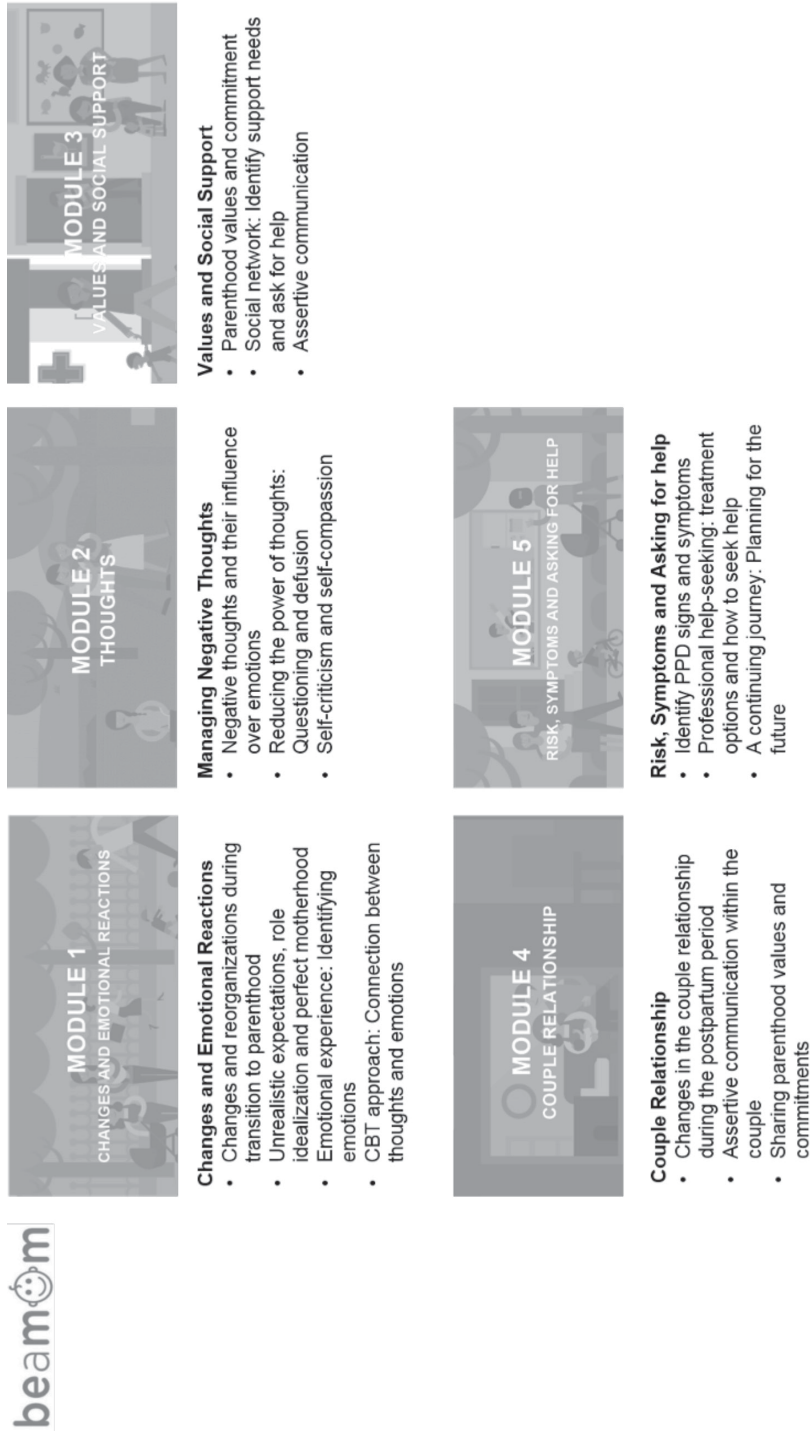 beamom
MODULE 1
CHANGES AND EMOTIONAL REACTIONS
Changes and Emotional Reactions
• Changes and reorganizations during
transition to parenthood
• Unrealistic expectations, role
idealization and perfect motherhood
• Emotional experience: Identifying
emotions
• CBT approach: Connection between
thoughts and emotions
MODULE 2
THOUGHTS
Managing Negative Thoughts
• Negative thoughts and their influence
over emotions
• Reducing the power of thoughts:
Questioning and defusion
• Self-criticism and self-compassion
MODULE 3
VALUES AND SOCIAL SUPPORT
Values and Social Support
• Parenthood values and commitment
• Social network: Identify support needs
and ask for help
• Assertive communication
MODULE 4
COUPLE RELATIONSHIP
Couple Relationship
• Changes in the couple relationship
during the postpartum period
• Assertive communication within the
couple
• Sharing parenthood values and
commitments
MODULE 5
RISK, SYMPTOMS AND ASKING FOR HELP
Risk, Symptoms and Asking for help
• Identify PPD signs and symptoms
• Professional help-seeking: treatment
options and how to seek help
• A continuing journey: Planning for the
future